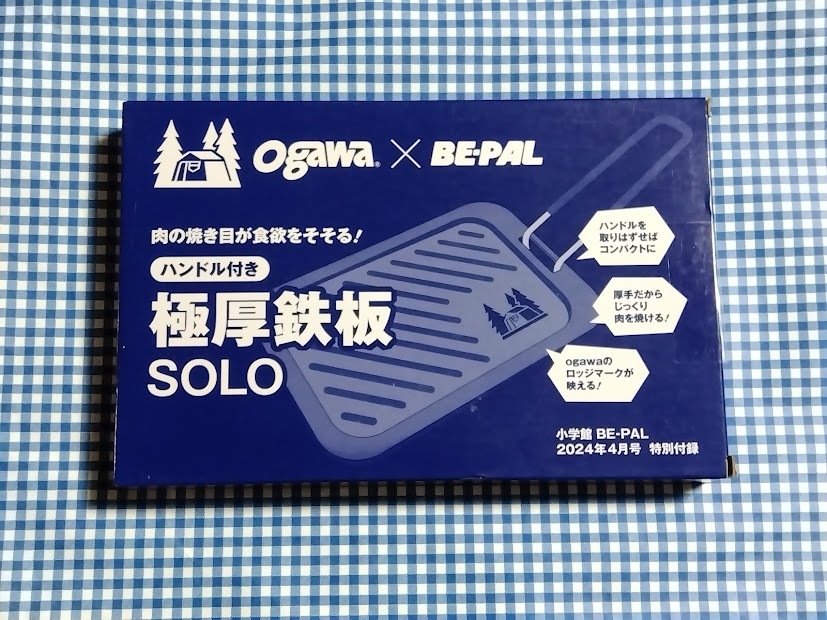 ogawa® × BE-PAL
肉の焼き目が食欲をそそる！
ハンドル付き
極厚鉄板
SOLO
ハンドルを
取りはずせば
コンパクトに
厚手だから
じっくり
肉を焼ける！
ogawaの
ロッジマークが
映える！
小学館 BE-PAL
2024年4月号 特別付録